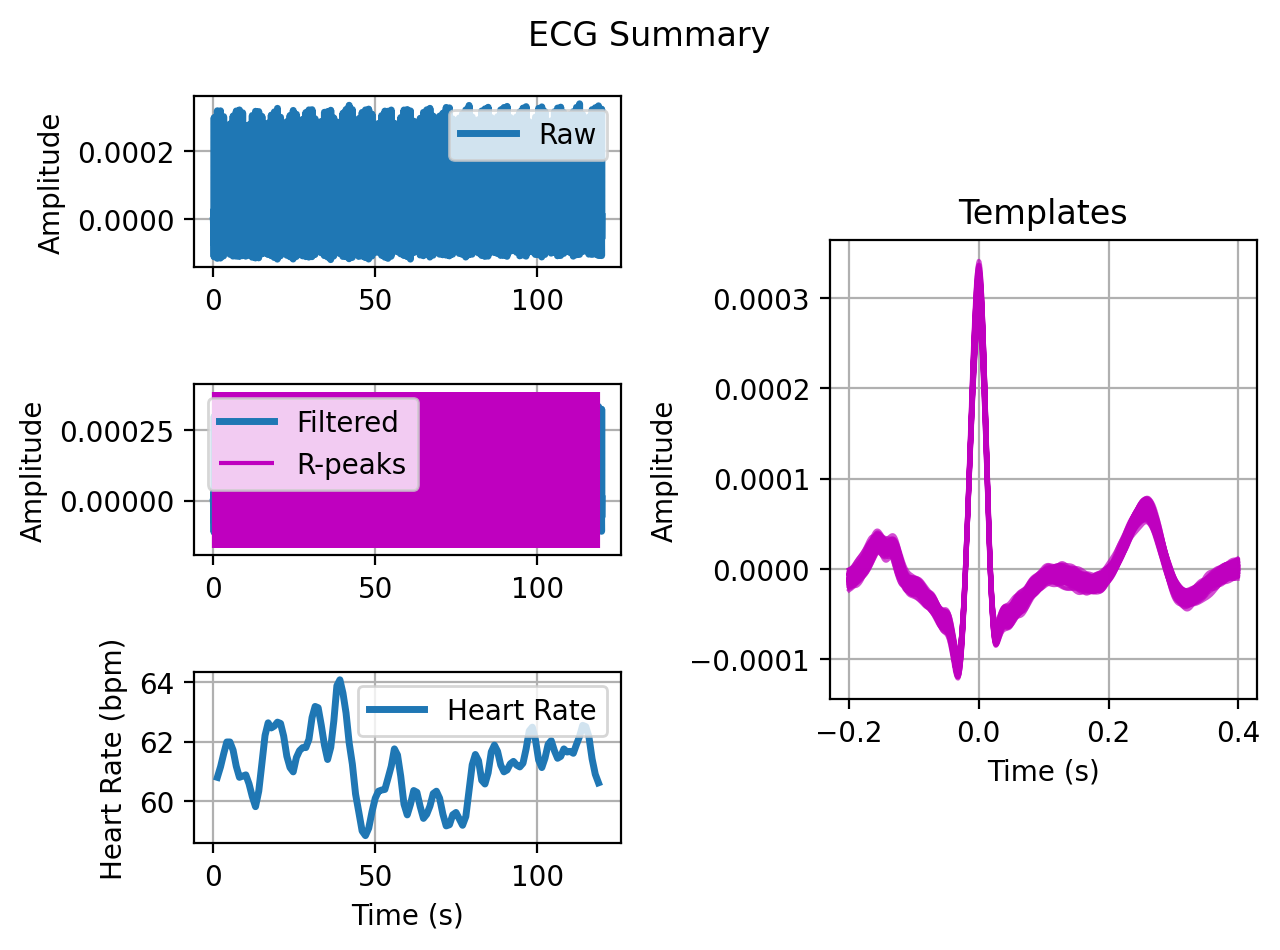 ECG Summary
Amplitude
0.0002
0.0000
Raw
0
50
100
Amplitude
0.00025
0.00000
Filtered
R-peaks
0
50
100
Heart Rate (bpm)
64
62
60
Heart Rate
0
50
100
Time (s)
Templates
Amplitude
0.0003
0.0002
0.0001
0.0000
−0.0001
−0.2
0.0
0.2
0.4
Time (s)